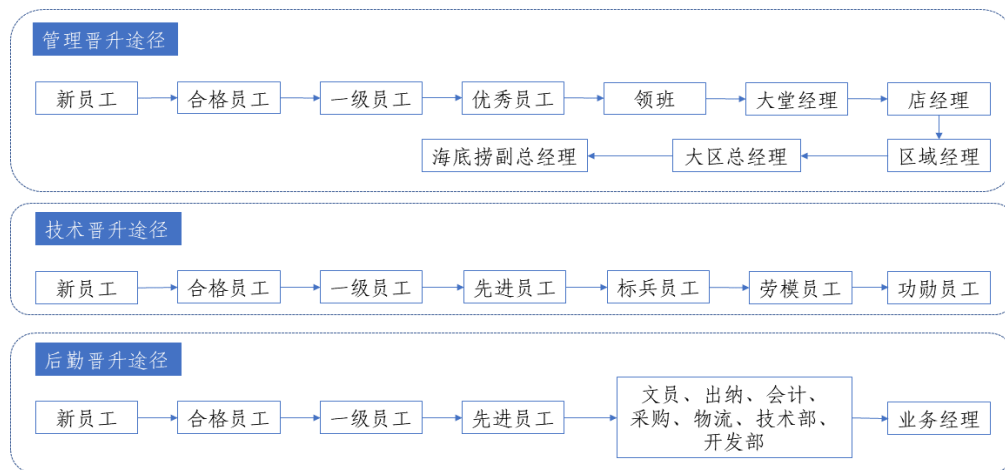 管理晋升途径
新员工
合格员工
一级员工
优秀员工
领班
大堂经理
店经理
区域经理
大区总经理
海底捞副总经理
技术晋升途径
新员工
合格员工
一级员工
先进员工
标兵员工
劳模员工
功勋员工
后勤晋升途径
新员工
合格员工
一级员工
先进员工
文员、出纳、会计、
采购、物流、技术部、
开发部
业务经理